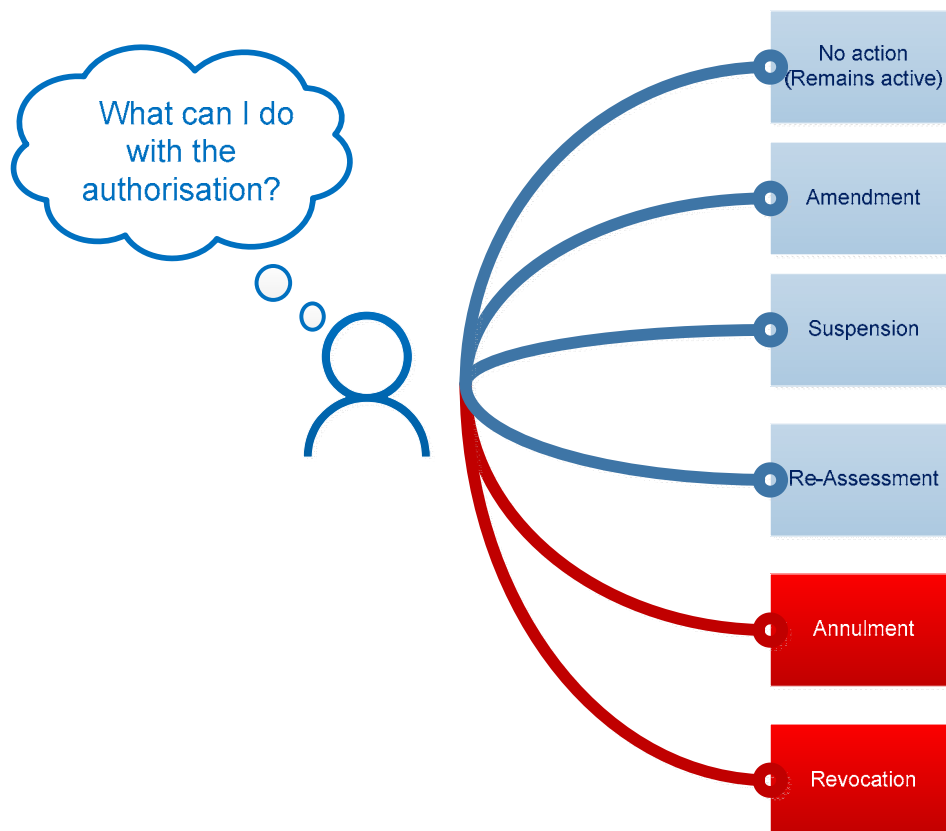 What can I do
with the
authorisation?
No action
(Remains active)
Amendment
Suspension
Re-Assessment
Annulment
Revocation